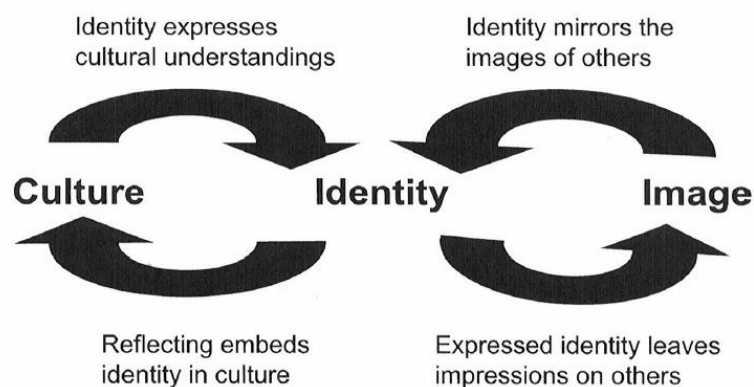 Identity expresses
cultural understandings
Identity mirrors the
images of others
Culture
Identity
Image
Reflecting embeds
identity in culture
Expressed identity leaves
impressions on others